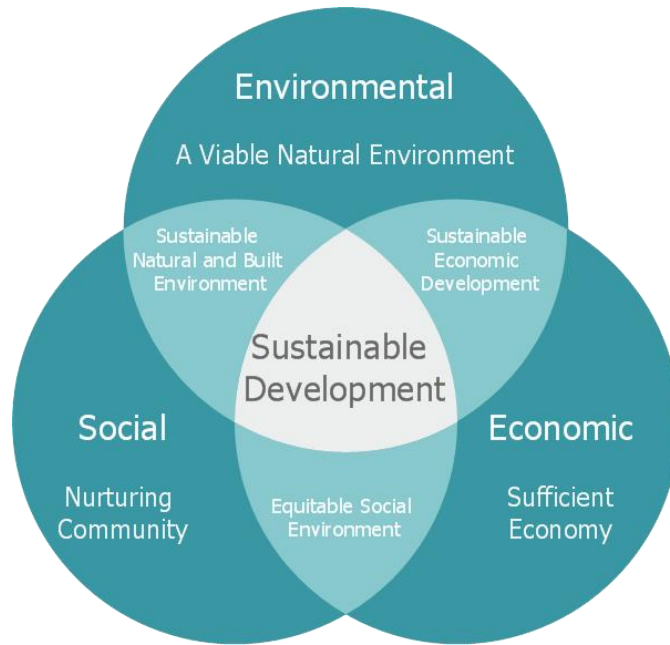 Environmental
A Viable Natural Environment
Sustainable
Natural and Built
Environment
Sustainable
Economic
Development
Sustainable
Development
Social
Nurturing
Community
Equitable Social
Environment
Economic
Sufficient
Economy